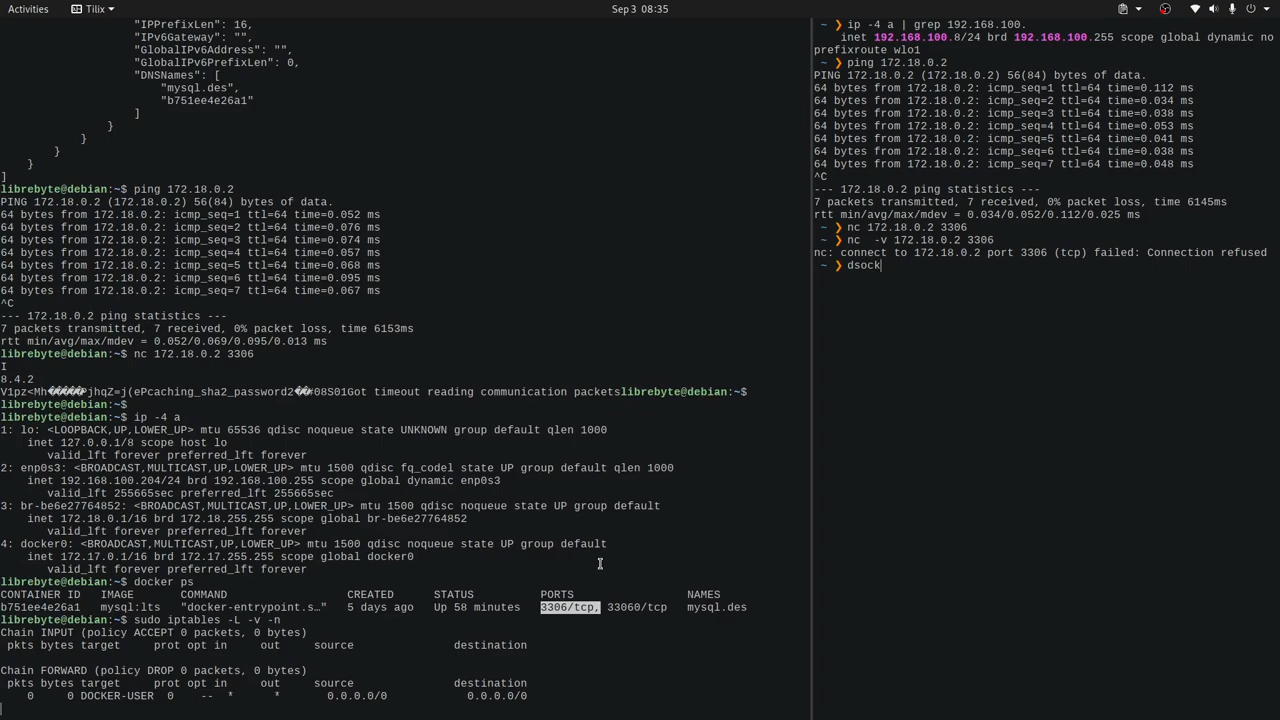 Activities
Tilix
Sep 3 08:35
"IPPrefixLen": 16,
"IPv6Gateway": "",
"GlobalIPv6Address": "",
"GlobalIPv6PrefixLen": 0,
"DNSNames": [
"mysql.des",
"b751ee4e26a1"
]
}
}
}
}
]
librebyte@debian:~$ ping 172.18.0.2
PING 172.18.0.2 (172.18.0.2) 56(84) bytes of data.
64 bytes from 172.18.0.2: icmp_seq=1 ttl=64 time=0.052 ms
64 bytes from 172.18.0.2: icmp_seq=2 ttl=64 time=0.076 ms
64 bytes from 172.18.0.2: icmp_seq=3 ttl=64 time=0.074 ms
64 bytes from 172.18.0.2: icmp_seq=4 ttl=64 time=0.057 ms
64 bytes from 172.18.0.2: icmp_seq=5 ttl=64 time=0.068 ms
64 bytes from 172.18.0.2: icmp_seq=6 ttl=64 time=0.095 ms
64 bytes from 172.18.0.2: icmp_seq=7 ttl=64 time=0.067 ms
^C
--- 172.18.0.2 ping statistics ---
7 packets transmitted, 7 received, 0% packet loss, time 6153ms
rtt min/avg/max/mdev = 0.052/0.069/0.095/0.013 ms
librebyte@debian:~$ nc 172.18.0.2 3306
I
8.4.2
caching_sha2_password Got timeout reading communication packetslibrebyte@debian:~$
librebyte@debian:~$
librebyte@debian:~$ ip -4 a
1: lo: <LOOPBACK,UP,LOWER_UP> mtu 65536 qdisc noqueue state UNKNOWN group default qlen 1000
inet 127.0.0.1/8 scope host lo
valid_lft forever preferred_lft forever
2: enp0s3: <BROADCAST,MULTICAST,UP,LOWER_UP> mtu 1500 qdisc fq_codel state UP group default qlen 1000
inet 192.168.100.204/24 brd 192.168.100.255 scope global dynamic enp0s3
valid_lft 255665sec preferred_lft 255665sec
3: br-be6e27764852: <BROADCAST,MULTICAST,UP,LOWER_UP> mtu 1500 qdisc noqueue state UP group default
inet 172.18.0.1/16 brd 172.18.255.255 scope global br-be6e27764852
valid_lft forever preferred_lft forever
4: docker0: <BROADCAST,MULTICAST,UP,LOWER_UP> mtu 1500 qdisc noqueue state UP group default
inet 172.17.0.1/16 brd 172.17.255.255 scope global docker0
valid_lft forever preferred_lft forever
librebyte@debian:~$ docker ps
CONTAINER ID IMAGE COMMAND CREATED STATUS PORTS NAMES
b751ee4e26a1 mysql:lts "docker-entrypoint.s…" 5 days ago Up 58 minutes 3306/tcp, 33060/tcp mysql.des
librebyte@debian:~$ sudo iptables -L -v -n
Chain INPUT (policy ACCEPT 0 packets, 0 bytes)
pkts bytes target prot opt in out source destination
Chain FORWARD (policy DROP 0 packets, 0 bytes)
pkts bytes target prot opt in out source destination
0 0 DOCKER-USER 0 -- * * 0.0.0.0/0 0.0.0.0/0
~ ❯ ip -4 a | grep 192.168.100.
inet 192.168.100.8/24 brd 192.168.100.255 scope global dynamic no
prefixroute wlo1
~ ❯ ping 172.18.0.2
PING 172.18.0.2 (172.18.0.2) 56(84) bytes of data.
64 bytes from 172.18.0.2: icmp_seq=1 ttl=64 time=0.112 ms
64 bytes from 172.18.0.2: icmp_seq=2 ttl=64 time=0.034 ms
64 bytes from 172.18.0.2: icmp_seq=3 ttl=64 time=0.038 ms
64 bytes from 172.18.0.2: icmp_seq=4 ttl=64 time=0.053 ms
64 bytes from 172.18.0.2: icmp_seq=5 ttl=64 time=0.041 ms
64 bytes from 172.18.0.2: icmp_seq=6 ttl=64 time=0.038 ms
64 bytes from 172.18.0.2: icmp_seq=7 ttl=64 time=0.048 ms
^C
--- 172.18.0.2 ping statistics ---
7 packets transmitted, 7 received, 0% packet loss, time 6145ms
rtt min/avg/max/mdev = 0.034/0.052/0.112/0.025 ms
~ ❯ nc 172.18.0.2 3306
~ ❯ nc  -v 172.18.0.2 3306
nc: connect to 172.18.0.2 port 3306 (tcp) failed: Connection refused
~ ❯ dsock